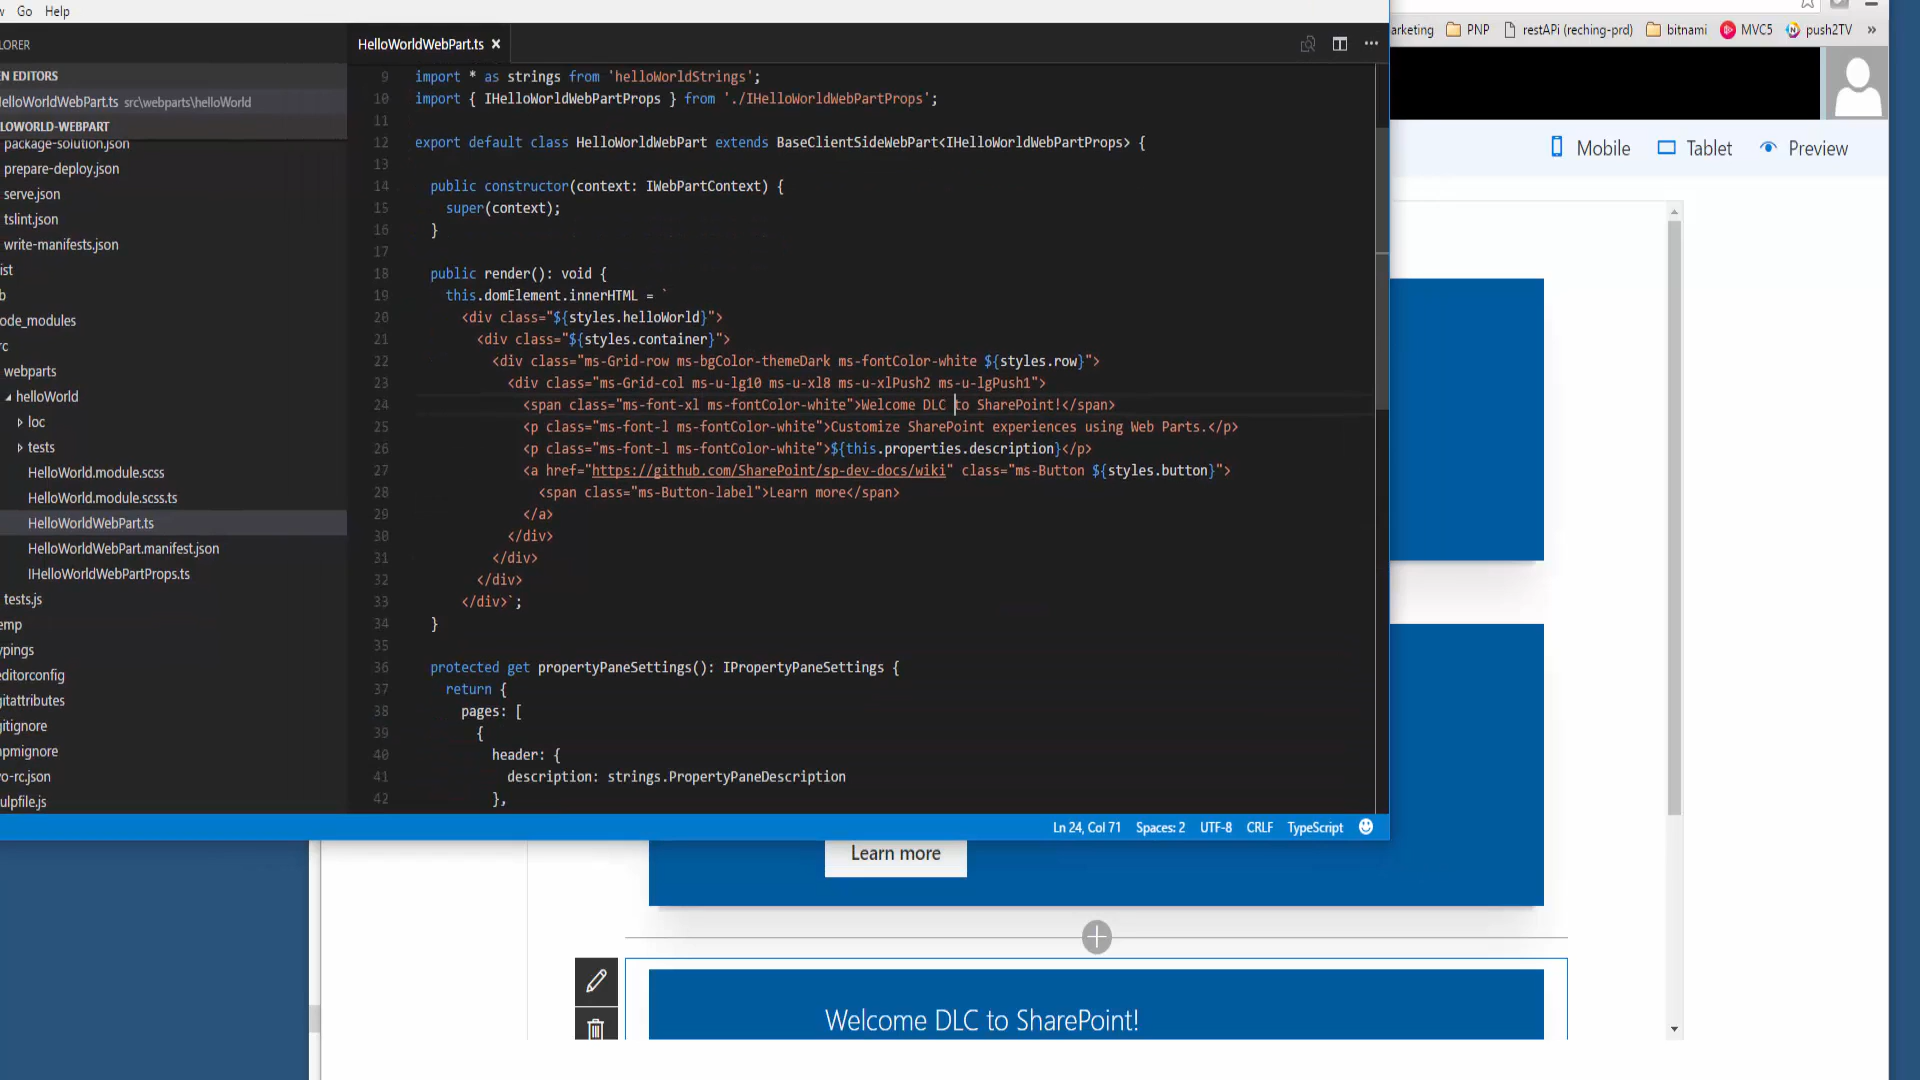 w Go Help
LORER
EN EDITORS
elloWorldWebPart.ts src\webparts\helloWorld
LOWORLD-WEBPART
package-solution.json
prepare-deploy.json
serve.json
tslint.json
write-manifests.json
ist
b
ode_modules
rc
webparts
helloWorld
loc
tests
HelloWorld.module.scss
HelloWorld.module.scss.ts
HelloWorldWebPart.ts
HelloWorldWebPart.manifest.json
IHelloWorldWebPartProps.ts
tests.js
emp
ypings
editorconfig
gitattributes
gitignore
npmignore
yo-rc.json
ulpfile.js
HelloWorldWebPart.ts ×
9 import * as strings from 'helloWorldStrings';
10 import { IHelloWorldWebPartProps } from './IHelloWorldWebPartProps';
11
12 export default class HelloWorldWebPart extends BaseClientSideWebPart<IHelloWorldWebPartProps> {
13
14 public constructor(context: IWebPartContext) {
15 super(context);
16 }
17
18 public render(): void {
19 this.domElement.innerHTML = `
20 <div class="${styles.helloWorld}">
21 <div class="${styles.container}">
22 <div class="ms-Grid-row ms-bgColor-themeDark ms-fontColor-white ${styles.row}">
23 <div class="ms-Grid-col ms-u-lg10 ms-u-xl8 ms-u-xlPush2 ms-u-lgPush1">
24 <span class="ms-font-xl ms-fontColor-white">Welcome DLC to SharePoint!</span>
25 <p class="ms-font-l ms-fontColor-white">Customize SharePoint experiences using Web Parts.</p>
26 <p class="ms-font-l ms-fontColor-white">${this.properties.description}</p>
27 <a href="https://github.com/SharePoint/sp-dev-docs/wiki" class="ms-Button ${styles.button}">
28 <span class="ms-Button-label">Learn more</span>
29 </a>
30 </div>
31 </div>
32 </div>
33 </div>`;
34 }
35
36 protected get propertyPaneSettings(): IPropertyPaneSettings {
37 return {
38 pages: [
39 {
40 header: {
41 description: strings.PropertyPaneDescription
42 },
Ln 24, Col 71 Spaces: 2 UTF-8 CRLF TypeScript
arketing PNP restAPi (reching-prd) bitnami MVC5 push2TV »
Mobile Tablet Preview
Learn more
Welcome DLC to SharePoint!